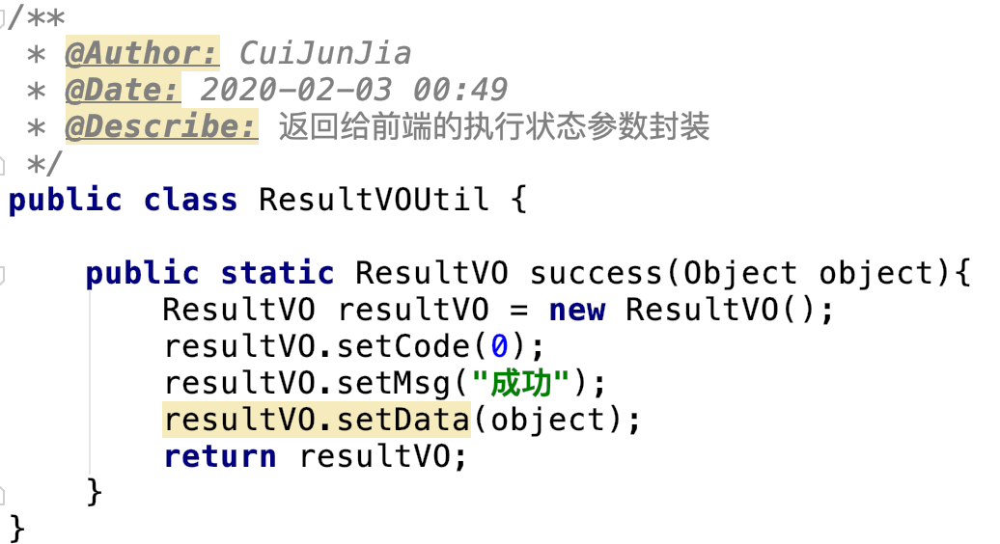 /**
 * @Author: CuiJunJia
 * @Date: 2020-02-03 00:49
 * @Describe: 返回给前端的执行状态参数封装
 */
public class ResultVOUtil {
    public static ResultVO success(Object object){
        ResultVO resultVO = new ResultVO();
        resultVO.setCode(0);
        resultVO.setMsg("成功");
        resultVO.setData(object);
        return resultVO;
    }
}